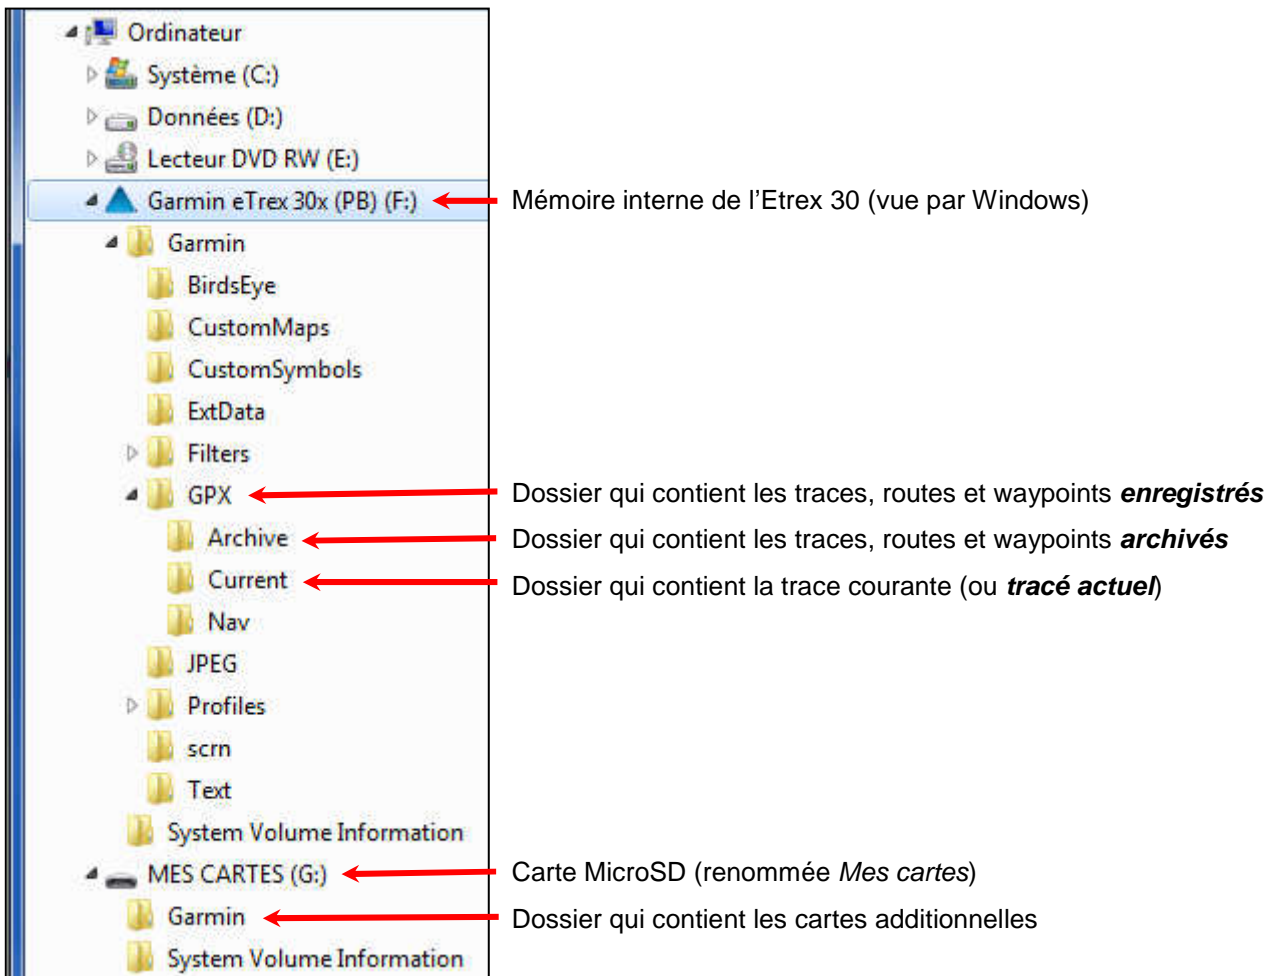 Ordinateur
Système (C:)
Données (D:)
Lecteur DVD RW (E:)
Garmin eTrex 30x (PB) (F:) Mémoire interne de l'Etrex 30 (vue par Windows)
Garmin
BirdsEye
CustomMaps
CustomSymbols
ExtData
Filters
GPX Dossier qui contient les traces, routes et waypoints enregistrés
Archive Dossier qui contient les traces, routes et waypoints archivés
Current Dossier qui contient la trace courante (ou tracé actuel)
Nav
JPEG
Profiles
scrn
Text
System Volume Information
MES CARTES (G:) Carte MicroSD (renommée Mes cartes)
Garmin Dossier qui contient les cartes additionnelles
System Volume Information